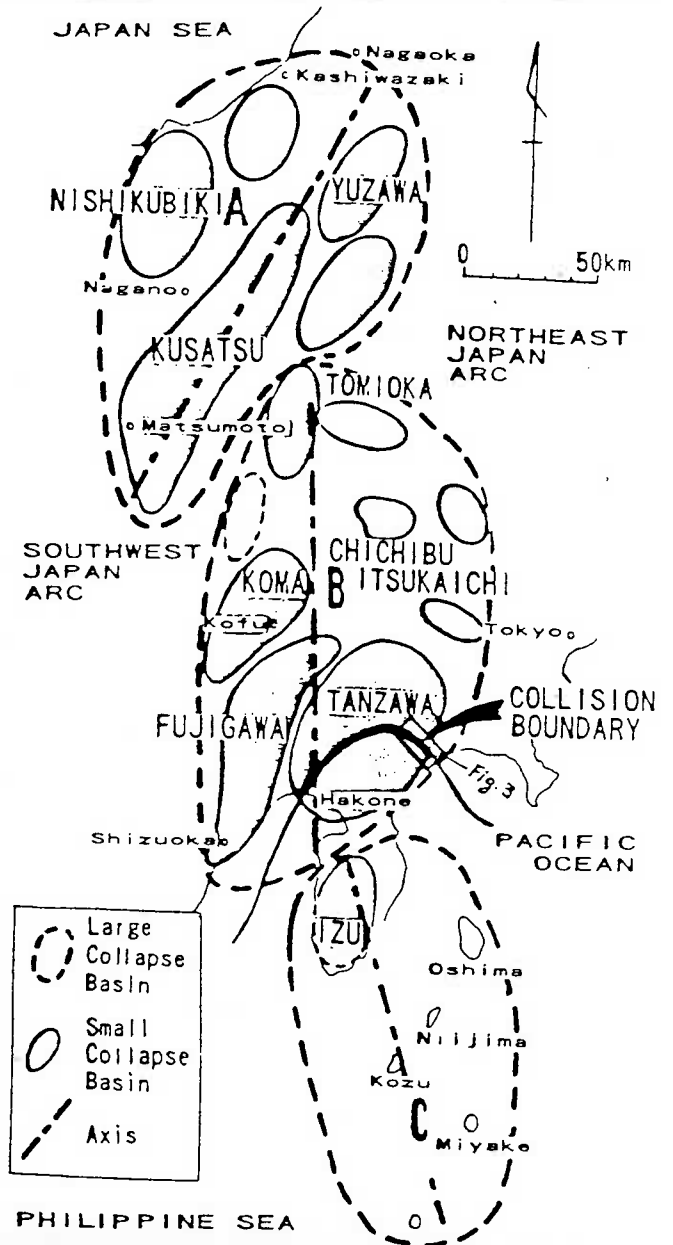 JAPAN SEA
Nagaoka
Kashiwazaki
NISHIKUBIKI
A
YUZAWA
0 50km
Nagano
KUSATSU
NORTHEAST
JAPAN
ARC
TOMIOKA
Matsumoto
SOUTHWEST
JAPAN
ARC
CHICHIBU
KOMA
B
ITSUKAICHI
Kofu
Tokyo
TANZAWA
COLLISION
BOUNDARY
FUJIGAWA
Fig.3
Hakone
Shizuoka
PACIFIC
OCEAN
Large
Collapse
Basin
IZU
Oshima
Small
Collapse
Basin
Niijima
Kozu
C
Miyake
Axis
PHILIPPINE SEA